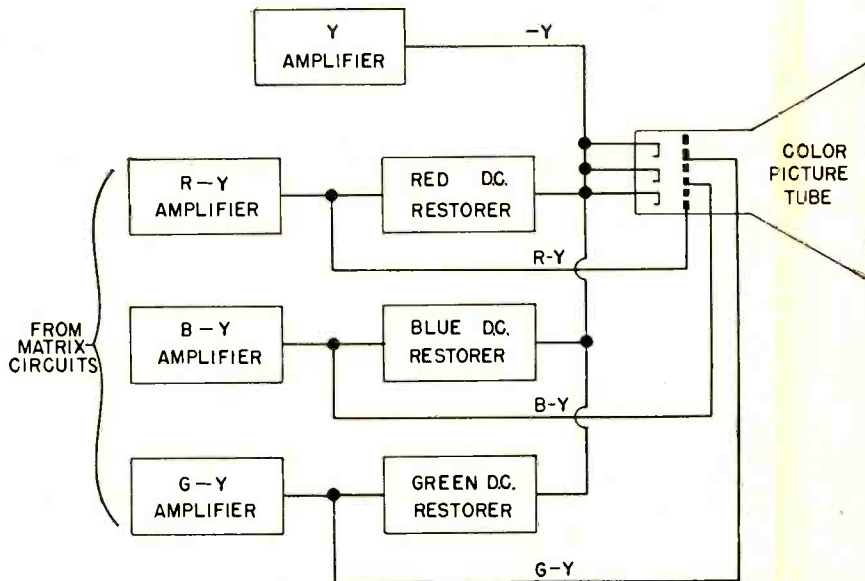 Y
AMPLIFIER
-Y
COLOR
PICTURE
TUBE
R-Y
AMPLIFIER
RED D.C.
RESTORER
R-Y
FROM
MATRIX
CIRCUITS
B-Y
AMPLIFIER
BLUE D.C.
RESTORER
B-Y
G-Y
AMPLIFIER
GREEN D.C.
RESTORER
G-Y